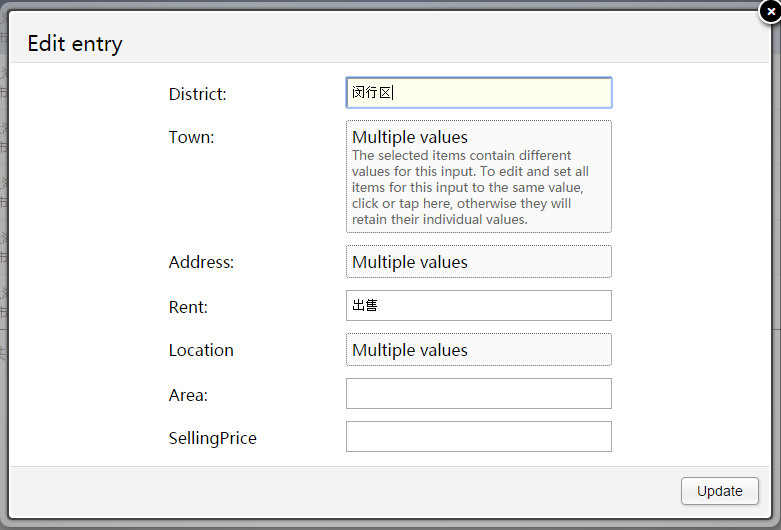 Edit entry
District: 闵行区
Town: Multiple values
The selected items contain different
values for this input. To edit and set all
items for this input to the same value,
click or tap here, otherwise they will
retain their individual values.
Address: Multiple values
Rent: 出售
Location Multiple values
Area:
SellingPrice
Update